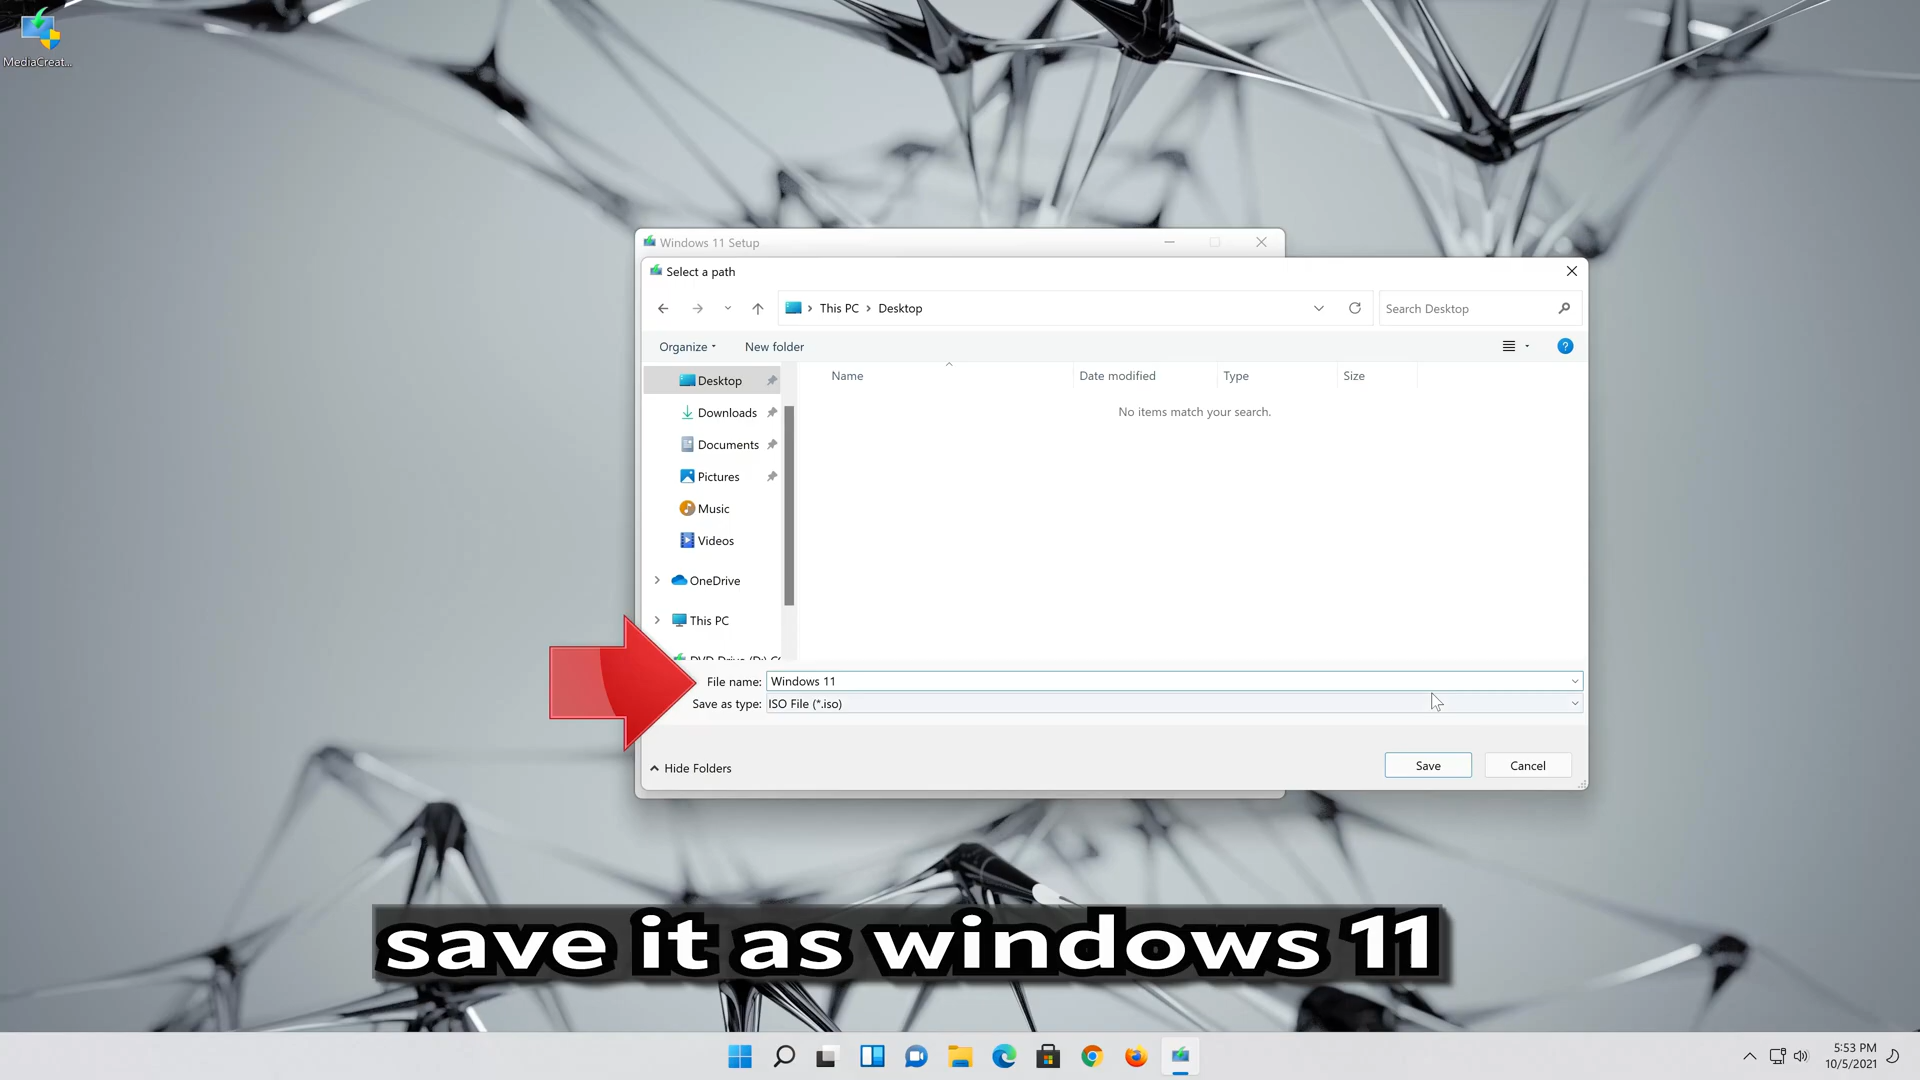 MediaCreat...
Windows 11 Setup
Select a path
This PC
Desktop
Search Desktop
Organize
New folder
Name
Date modified
Type
Size
No items match your search.
Desktop
Downloads
Documents
Pictures
Music
Videos
OneDrive
This PC
DVD Drive (D:)
File name: Windows 11
Save as type: ISO File (*.iso)
Hide Folders
Save
Cancel
save it as windows 11
5:53 PM
10/5/2021